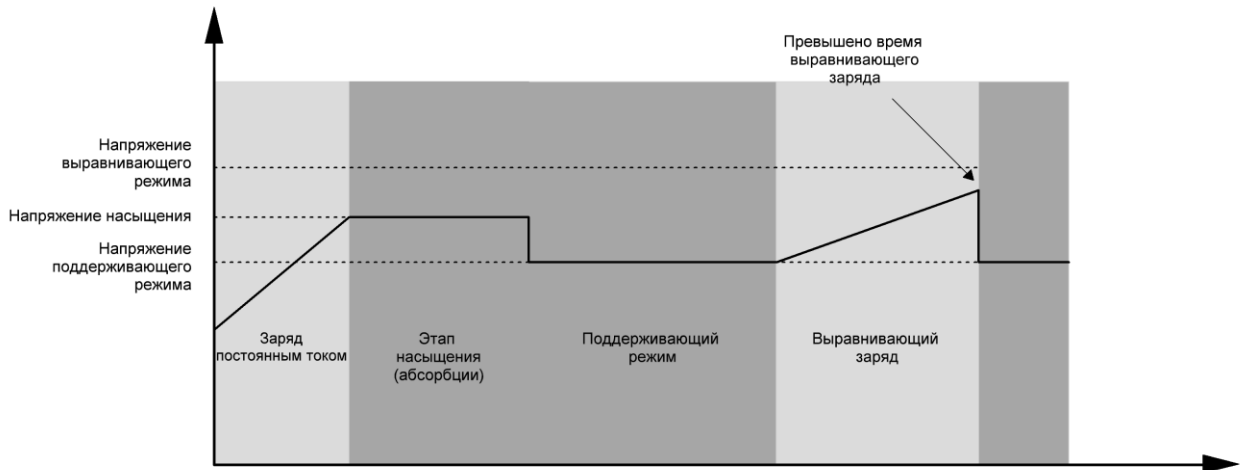 Превышено время
выравнивающего
заряда
Напряжение
выравнивающего
режима
Напряжение насыщения
Напряжение
поддерживающего
режима
Заряд
постоянным током
Этап
насыщения
(абсорбции)
Поддерживающий
режим
Выравнивающий
заряд